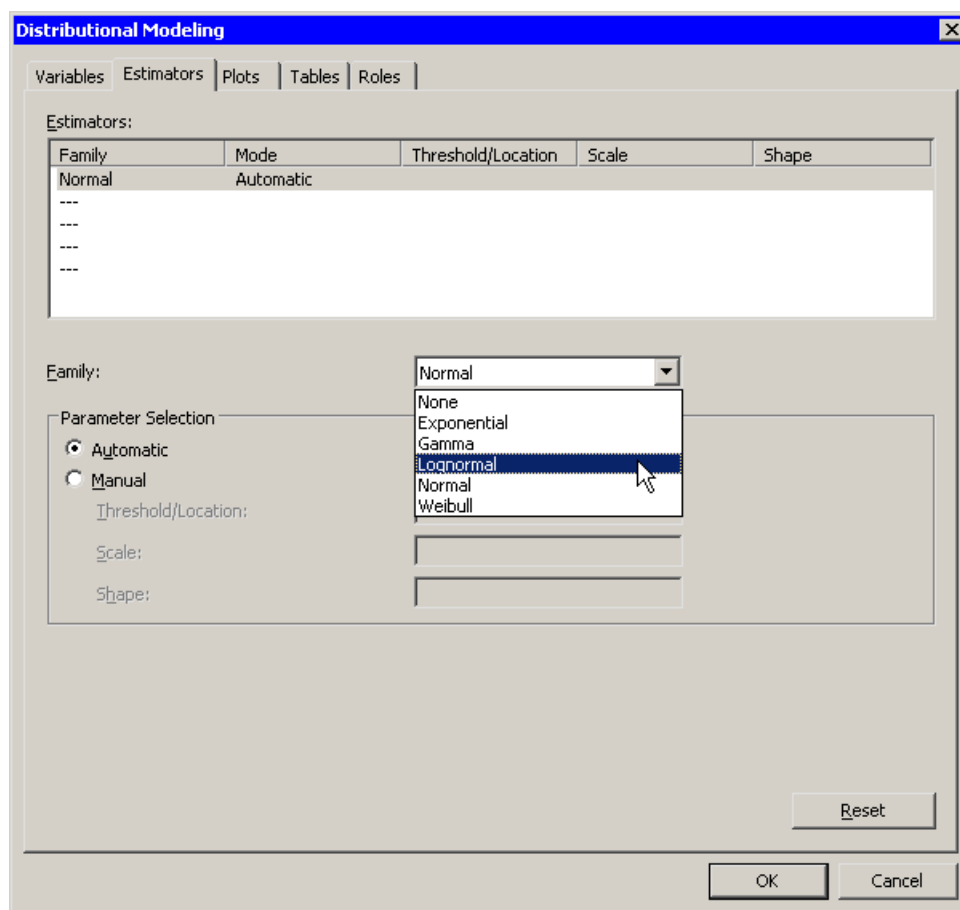 Distributional Modeling
Variables Estimators Plots Tables Roles
Estimators:
Family Mode Threshold/Location Scale Shape
Normal Automatic
---
---
---
---
Family: Normal
None
Parameter Selection
Exponential
Automatic
Gamma
Lognormal
Manual
Normal
Threshold/Location:
Weibull
Scale:
Shape:
Reset
OK Cancel